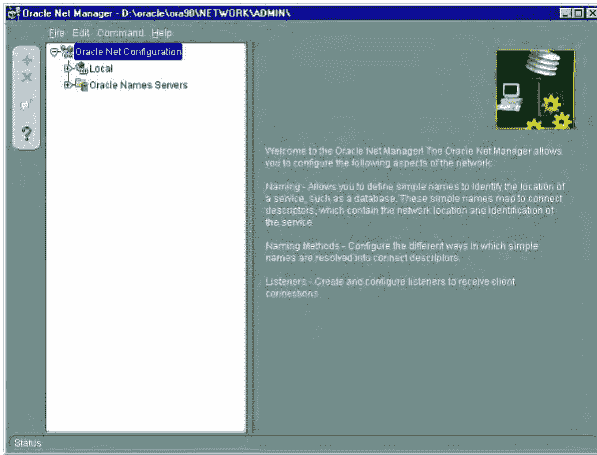 Oracle Net Manager - D:\oracle\ora90\NETWORK\ADMIN\
File Edit Command Help
Oracle Net Configuration
Local
Oracle Names Servers
?
Welcome to the Oracle Net Manager! The Oracle Net Manager allows
you to configure the following aspects of the network:
Naming - Allows you to define simple names to identify the location of
a service, such as a database. These simple names map to connect
descriptors, which contain the network location and identification of
the service.
Naming Methods - Configure the different ways in which simple
names are resolved into connect descriptors.
Listeners - Create and configure listeners to receive client
connections.
Status